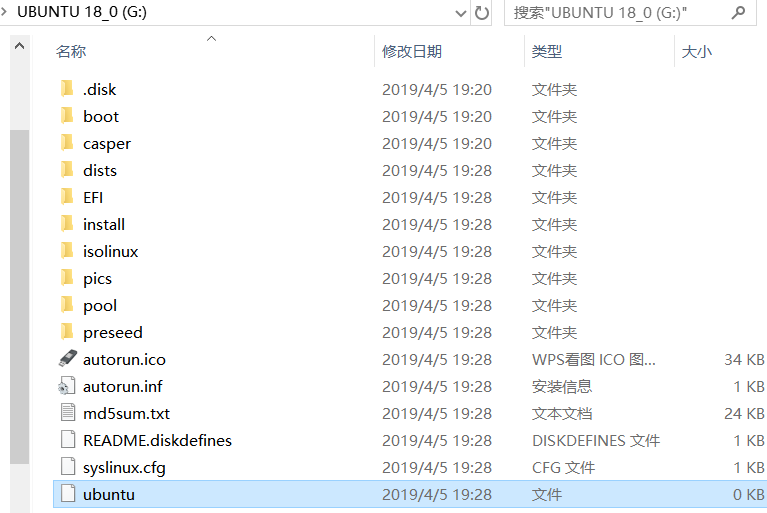 UBUNTU 18_0 (G:) 搜索"UBUNTU 18_0 (G:)"
名称 修改日期 类型 大小
.disk 2019/4/5 19:20 文件夹
boot 2019/4/5 19:20 文件夹
casper 2019/4/5 19:20 文件夹
dists 2019/4/5 19:28 文件夹
EFI 2019/4/5 19:28 文件夹
install 2019/4/5 19:28 文件夹
isolinux 2019/4/5 19:28 文件夹
pics 2019/4/5 19:28 文件夹
pool 2019/4/5 19:28 文件夹
preseed 2019/4/5 19:28 文件夹
autorun.ico 2019/4/5 19:28 WPS看图 ICO 图... 34 KB
autorun.inf 2019/4/5 19:28 安装信息 1 KB
md5sum.txt 2019/4/5 19:28 文本文档 24 KB
README.diskdefines 2019/4/5 19:28 DISKDEFINES 文件 1 KB
syslinux.cfg 2019/4/5 19:28 CFG 文件 1 KB
ubuntu 2019/4/5 19:28 文件 0 KB